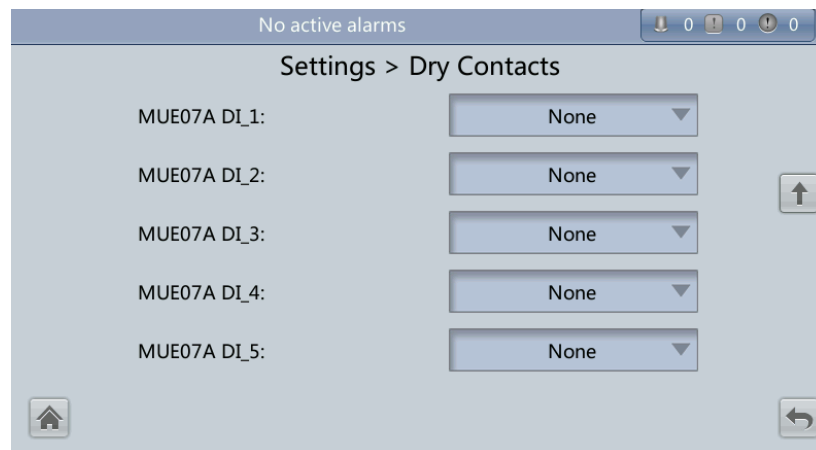 No active alarms
0 0 0
Settings > Dry Contacts
MUE07A DI_1: None
MUE07A DI_2: None
MUE07A DI_3: None
MUE07A DI_4: None
MUE07A DI_5: None